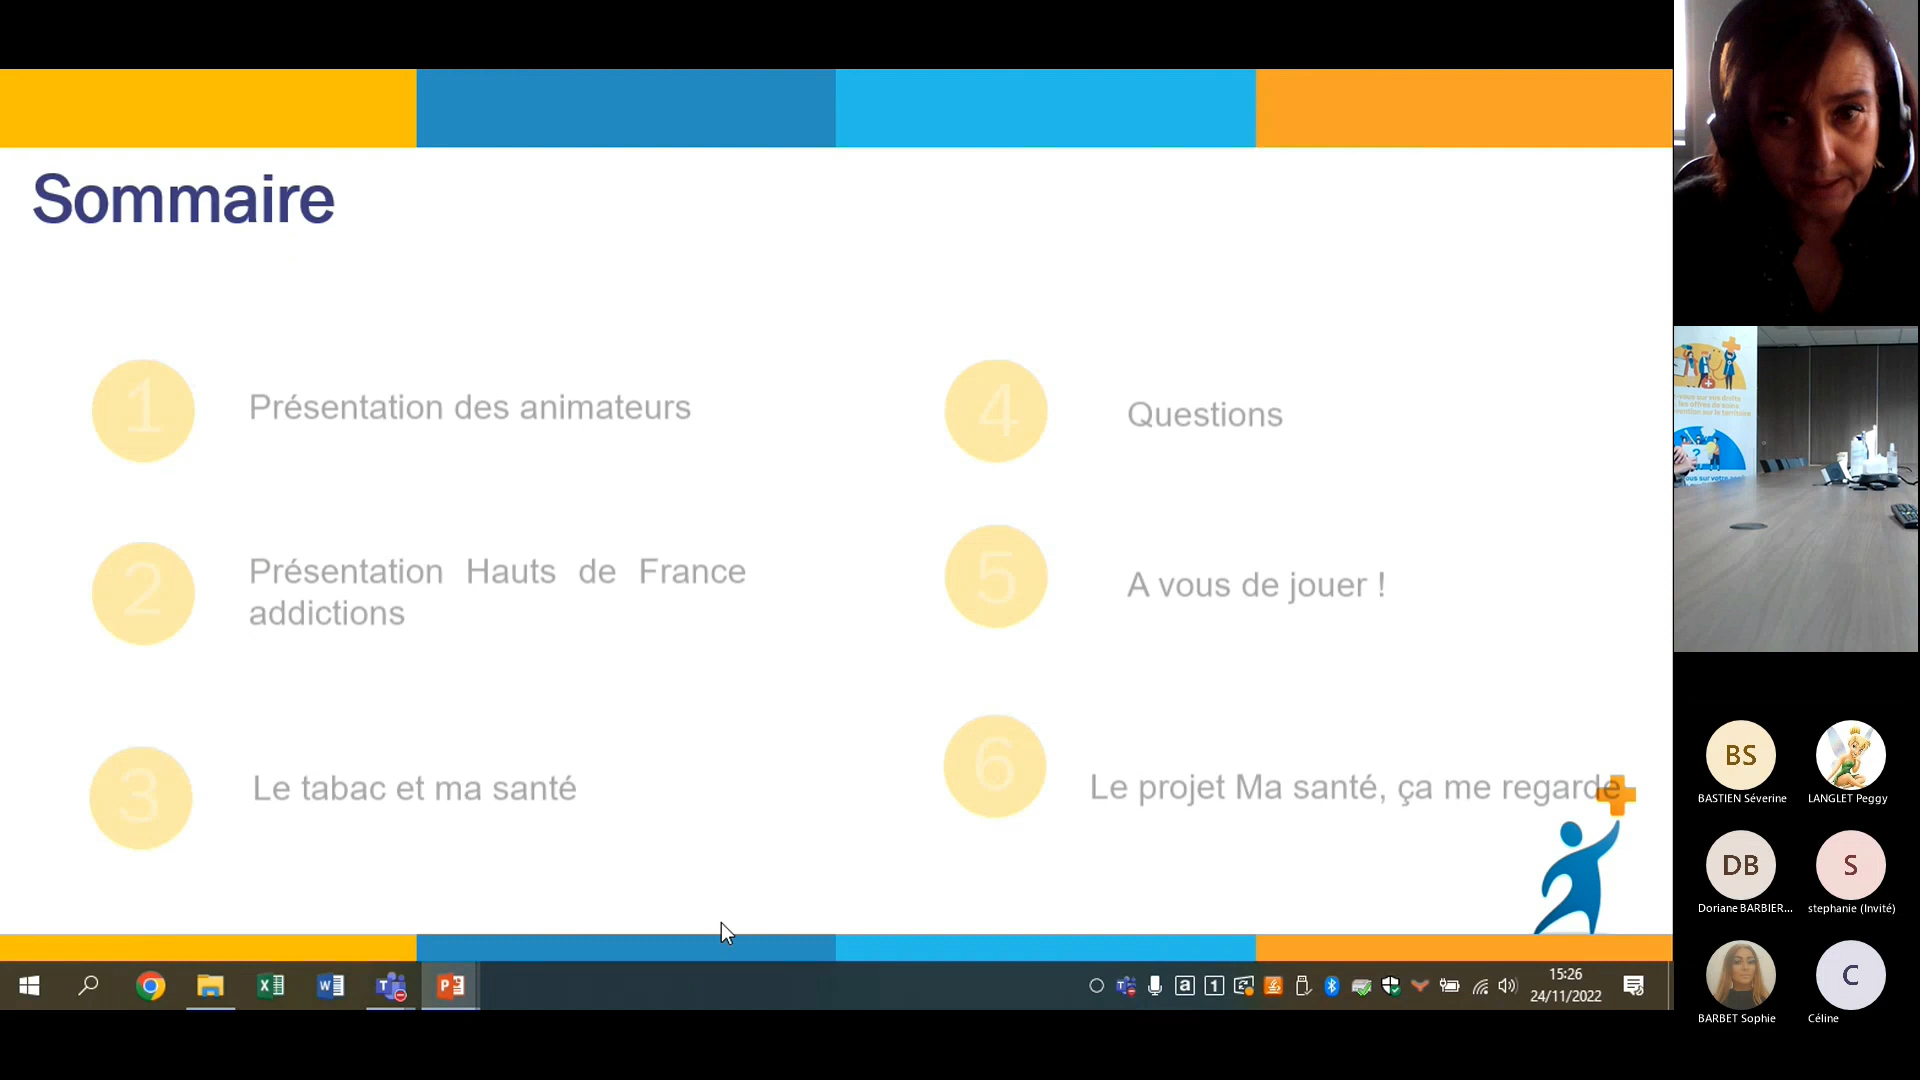 Sommaire
1
Présentation des animateurs
2
Présentation Hauts de France
addictions
3
Le tabac et ma santé
4
Questions
5
A vous de jouer !
6
Le projet Ma santé, ça me regarde
15:26
24/11/2022
BS
BASTIEN Séverine
LANGLET Peggy
DB
Doriane BARBIER...
S
stephanie (Invité)
BARBET Sophie
C
Céline